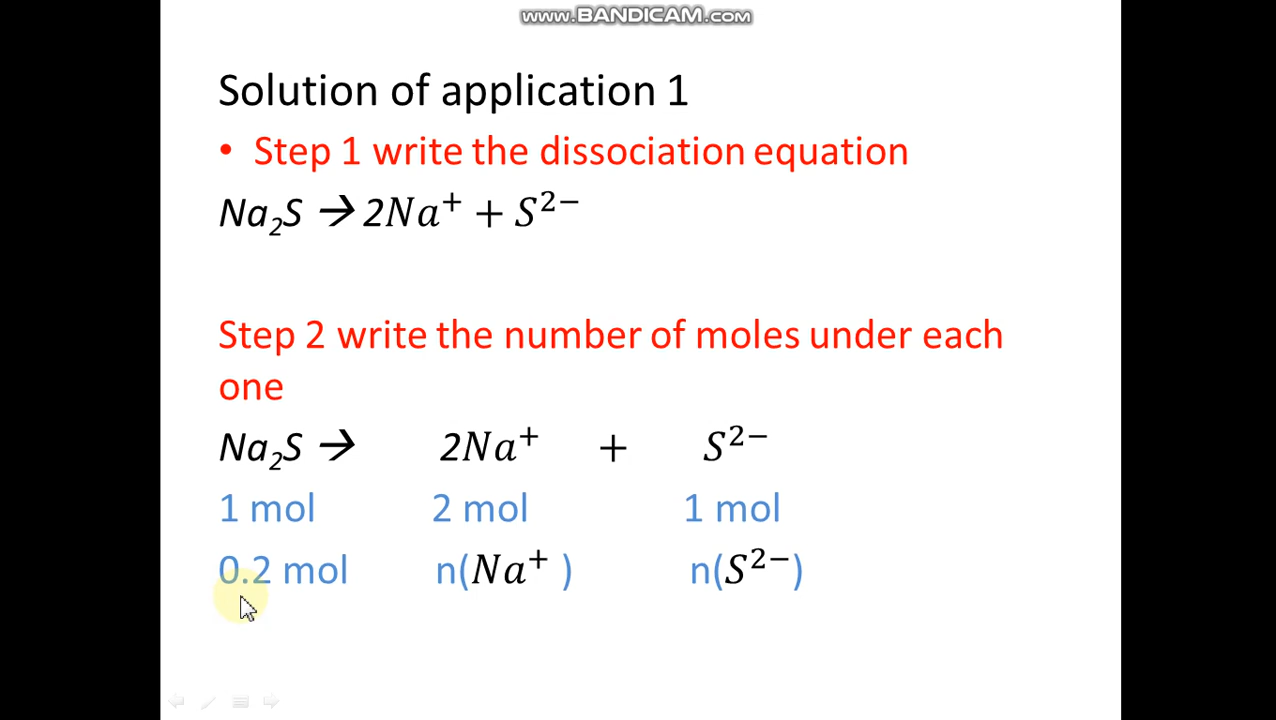 www.BANDICAM.com
Solution of application 1
• Step 1 write the dissociation equation
Na₂S → 2Na⁺ + S²⁻
Step 2 write the number of moles under each
one
Na₂S → 2Na⁺ + S²⁻
1 mol 2 mol 1 mol
0.2 mol n(Na⁺ ) n(S²⁻)